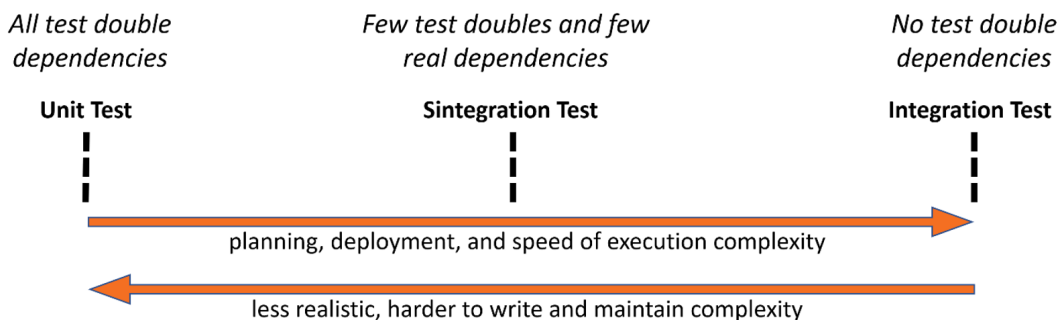 All test double
dependencies
Few test doubles and few
real dependencies
No test double
dependencies
Unit Test
Sintegration Test
Integration Test
planning, deployment, and speed of execution complexity
less realistic, harder to write and maintain complexity